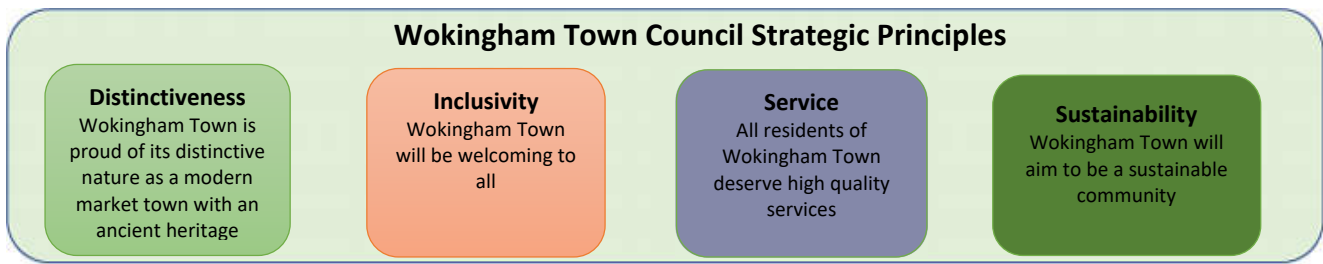 Wokingham Town Council Strategic Principles
Distinctiveness
Wokingham Town is
proud of its distinctive
nature as a modern
market town with an
ancient heritage
Inclusivity
Wokingham Town
will be welcoming to
all
Service
All residents of
Wokingham Town
deserve high quality
services
Sustainability
Wokingham Town will
aim to be a sustainable
community